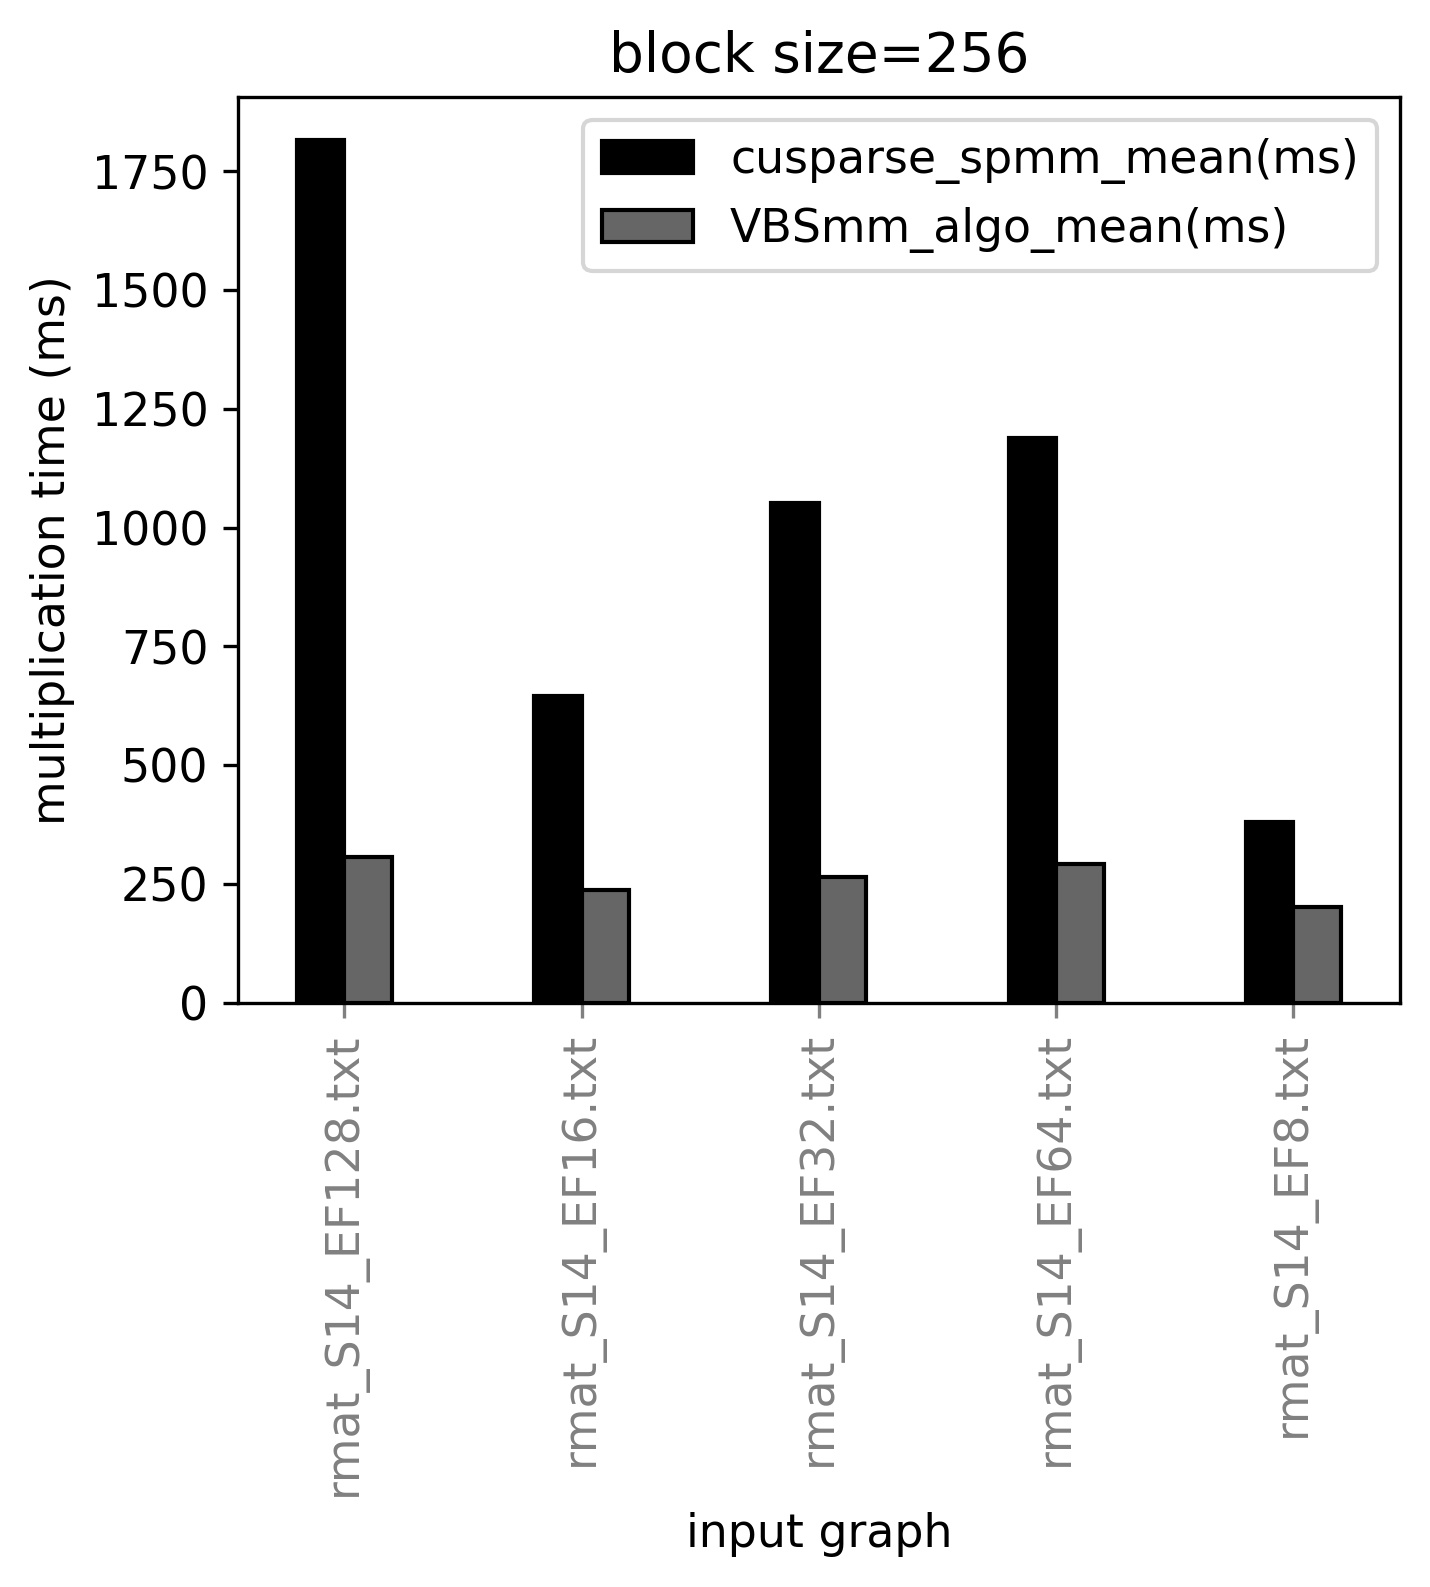 block size=256
cusparse_spmm_mean(ms)
VBSmm_algo_mean(ms)
multiplication time (ms)
1750
1500
1250
1000
750
500
250
0
rmat_S14_EF128.txt
rmat_S14_EF16.txt
rmat_S14_EF32.txt
rmat_S14_EF64.txt
rmat_S14_EF8.txt
input graph